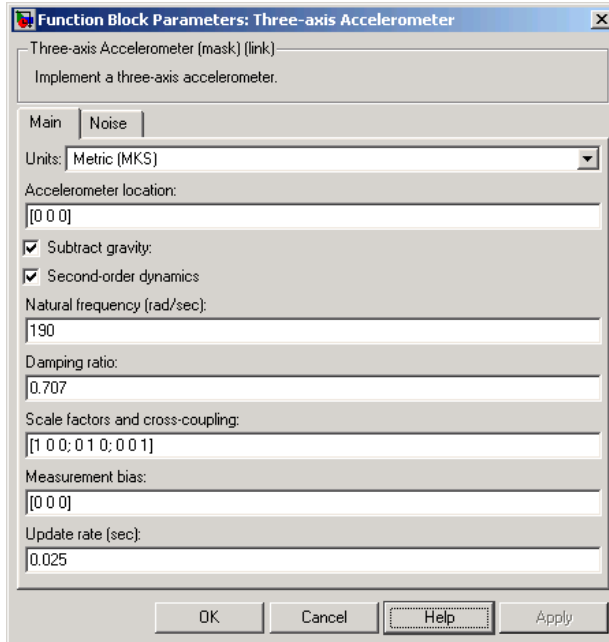 Function Block Parameters: Three-axis Accelerometer
Three-axis Accelerometer (mask) (link)
Implement a three-axis accelerometer.
Main Noise
Units: Metric (MKS)
Accelerometer location:
[0 0 0]
Subtract gravity:
Second-order dynamics
Natural frequency (rad/sec):
190
Damping ratio:
0.707
Scale factors and cross-coupling:
[1 0 0; 0 1 0; 0 0 1]
Measurement bias:
[0 0 0]
Update rate (sec):
0.025
OK Cancel Help Apply